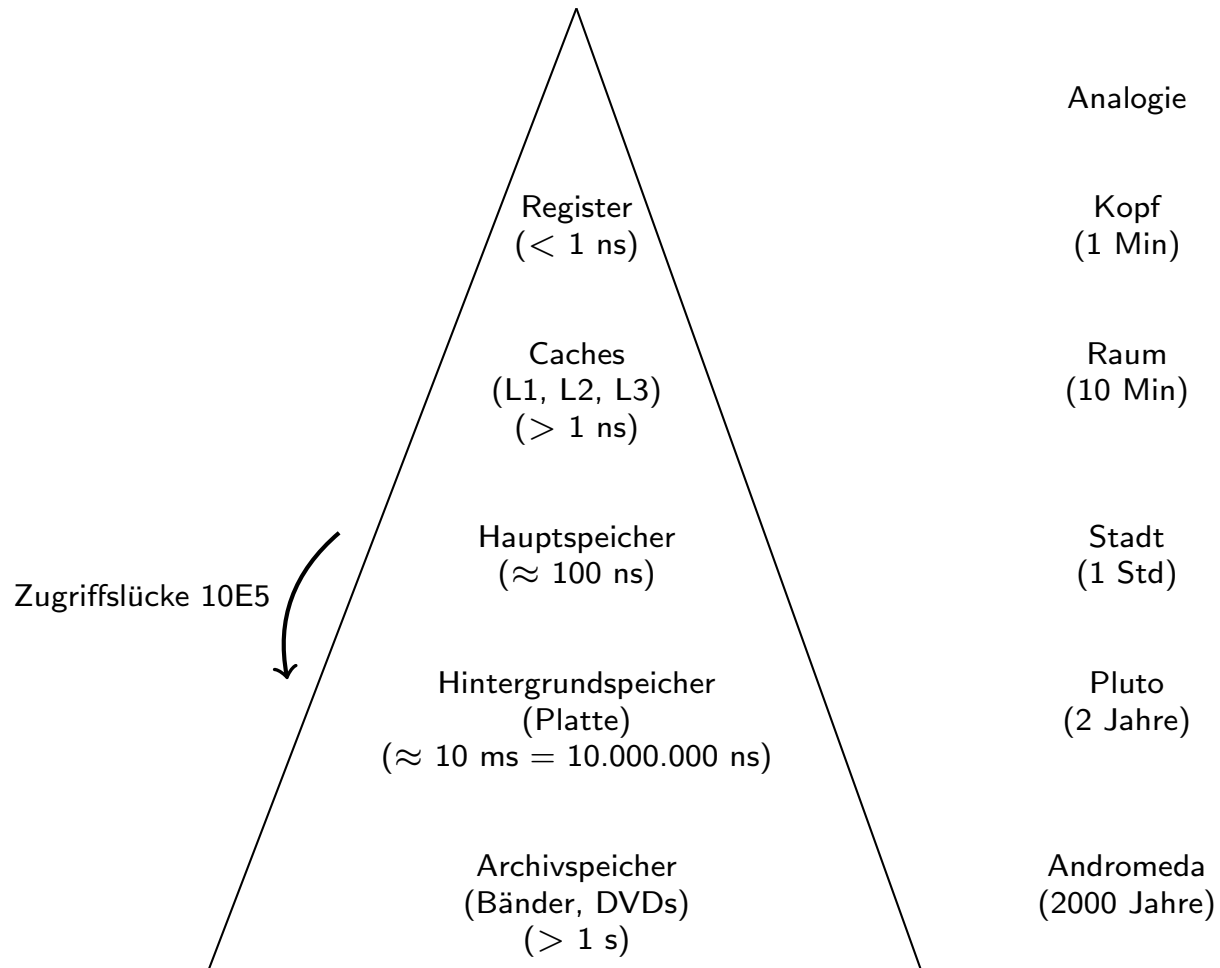 Analogie
Register
(< 1 ns)
Kopf
(1 Min)
Caches
(L1, L2, L3)
(> 1 ns)
Raum
(10 Min)
Hauptspeicher
(≈ 100 ns)
Stadt
(1 Std)
Zugriffslücke 10E5
Hintergrundspeicher
(Platte)
(≈ 10 ms = 10.000.000 ns)
Pluto
(2 Jahre)
Archivspeicher
(Bänder, DVDs)
(> 1 s)
Andromeda
(2000 Jahre)